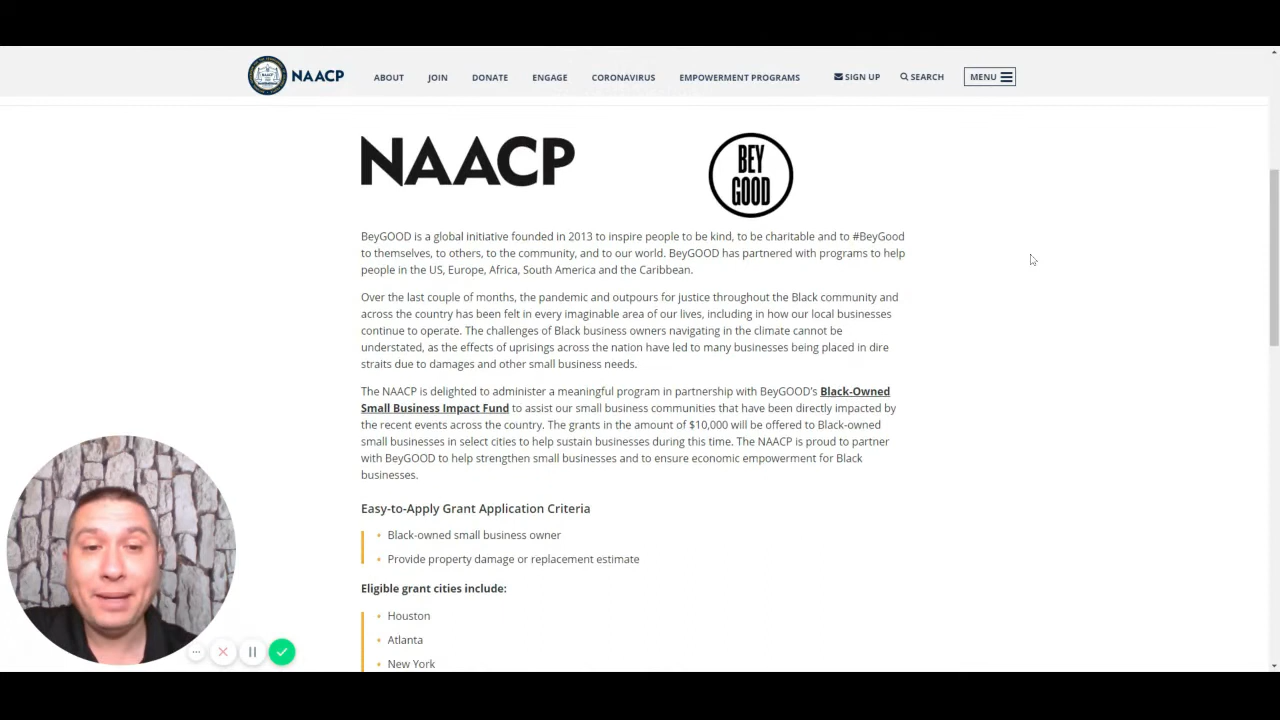 NAACP ABOUT JOIN DONATE ENGAGE CORONAVIRUS EMPOWERMENT PROGRAMS SIGN UP SEARCH MENU
NAACP
BEY
GOOD
BeyGOOD is a global initiative founded in 2013 to inspire people to be kind, to be charitable and to #BeyGood
to themselves, to others, to the community, and to our world. BeyGOOD has partnered with programs to help
people in the US, Europe, Africa, South America and the Caribbean.
Over the last couple of months, the pandemic and outpours for justice throughout the Black community and
across the country has been felt in every imaginable area of our lives, including in how our local businesses
continue to operate. The challenges of Black business owners navigating in the climate cannot be
understated, as the effects of uprisings across the nation have led to many businesses being placed in dire
straits due to damages and other small business needs.
The NAACP is delighted to administer a meaningful program in partnership with BeyGOOD's Black-Owned
Small Business Impact Fund to assist our small business communities that have been directly impacted by
the recent events across the country. The grants in the amount of $10,000 will be offered to Black-owned
small businesses in select cities to help sustain businesses during this time. The NAACP is proud to partner
with BeyGOOD to help strengthen small businesses and to ensure economic empowerment for Black
businesses.
Easy-to-Apply Grant Application Criteria
• Black-owned small business owner
• Provide property damage or replacement estimate
Eligible grant cities include:
• Houston
• Atlanta
• New York